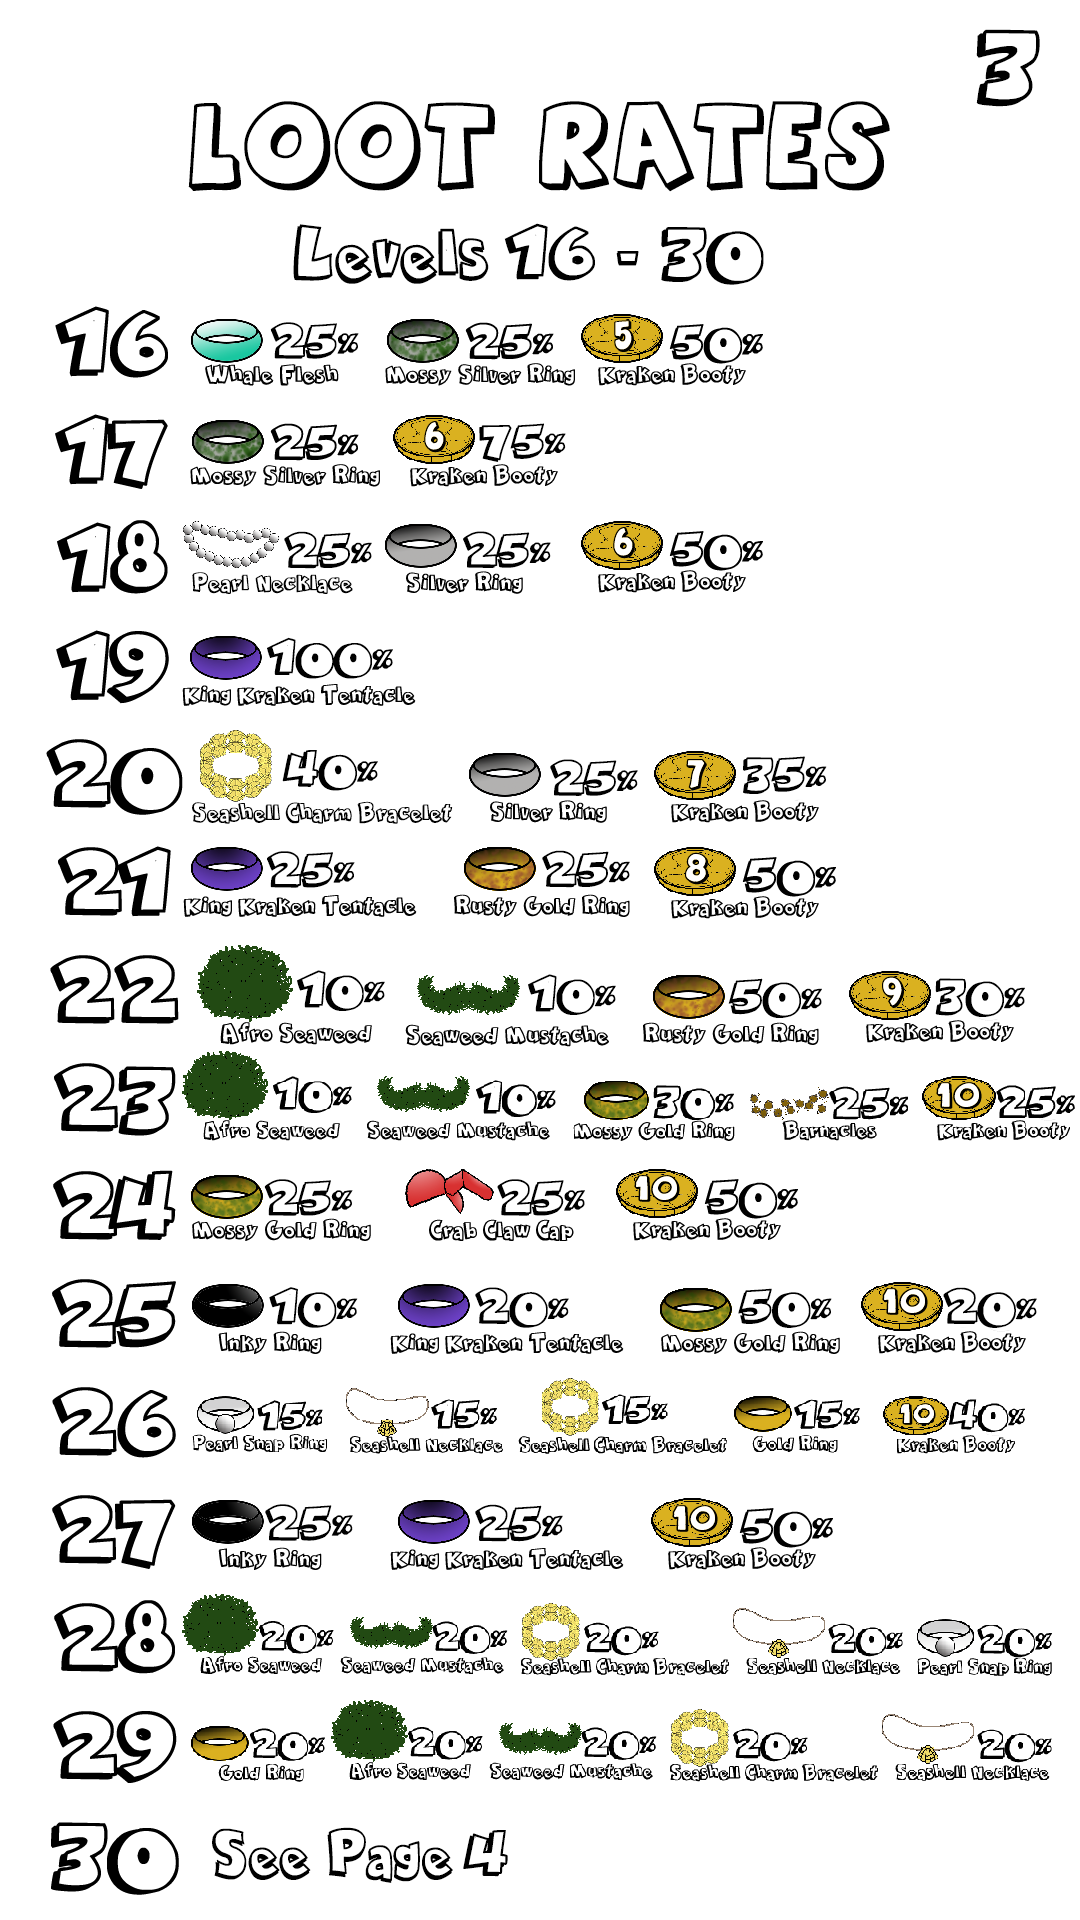 3
LOOT RATES
Levels 16 - 30
16 25% 25% 5 50%
Whale Flesh Mossy Silver Ring Kraken Booty
17 25% 6 75%
Mossy Silver Ring Kraken Booty
18 25% 25% 6 50%
Pearl Necklace Silver Ring Kraken Booty
19 100%
King Kraken Tentacle
20 40% 25% 7 35%
Seashell Charm Bracelet Silver Ring Kraken Booty
21 25% 25% 8 50%
King Kraken Tentacle Rusty Gold Ring Kraken Booty
22 10% 10% 50% 9 30%
Afro Seaweed Seaweed Mustache Rusty Gold Ring Kraken Booty
23 10% 10% 30% 25% 10 25%
Afro Seaweed Seaweed Mustache Mossy Gold Ring Barnacles Kraken Booty
24 25% 25% 10 50%
Mossy Gold Ring Crab Claw Cap Kraken Booty
25 10% 20% 50% 10 20%
Inky Ring King Kraken Tentacle Mossy Gold Ring Kraken Booty
26 15% 15% 15% 15% 10 40%
Pearl Snap Ring Seashell Necklace Seashell Charm Bracelet Gold Ring Kraken Booty
27 25% 25% 10 50%
Inky Ring King Kraken Tentacle Kraken Booty
28 20% 20% 20% 20% 20%
Afro Seaweed Seaweed Mustache Seashell Charm Bracelet Seashell Necklace Pearl Snap Ring
29 20% 20% 20% 20% 20%
Gold Ring Afro Seaweed Seaweed Mustache Seashell Charm Bracelet Seashell Necklace
30 See Page 4